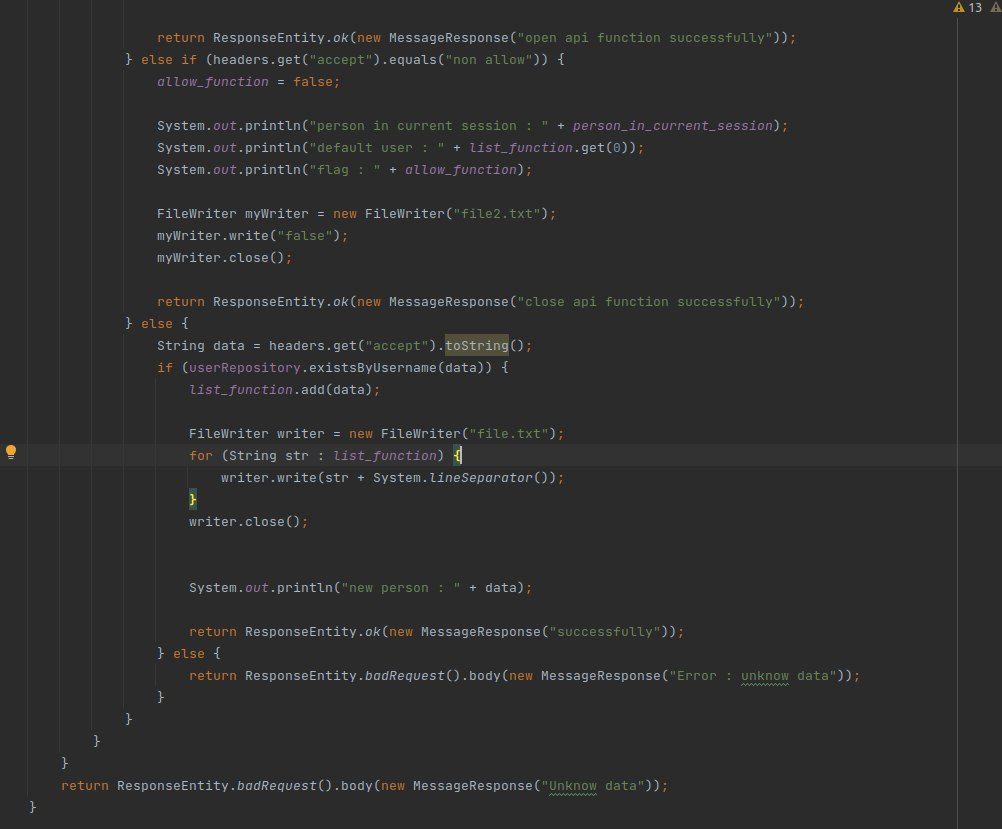 13
return ResponseEntity.ok(new MessageResponse("open api function successfully"));
} else if (headers.get("accept").equals("non allow")) {
allow_function = false;
System.out.println("person in current session : " + person_in_current_session);
System.out.println("default user : " + list_function.get(0));
System.out.println("flag : " + allow_function);
FileWriter myWriter = new FileWriter("file2.txt");
myWriter.write("false");
myWriter.close();
return ResponseEntity.ok(new MessageResponse("close api function successfully"));
} else {
String data = headers.get("accept").toString();
if (userRepository.existsByUsername(data)) {
list_function.add(data);
FileWriter writer = new FileWriter("file.txt");
for (String str : list_function) {
writer.write(str + System.lineSeparator());
}
writer.close();
System.out.println("new person : " + data);
return ResponseEntity.ok(new MessageResponse("successfully"));
} else {
return ResponseEntity.badRequest().body(new MessageResponse("Error : unknow data"));
}
}
}
}
return ResponseEntity.badRequest().body(new MessageResponse("Unknow data"));
}